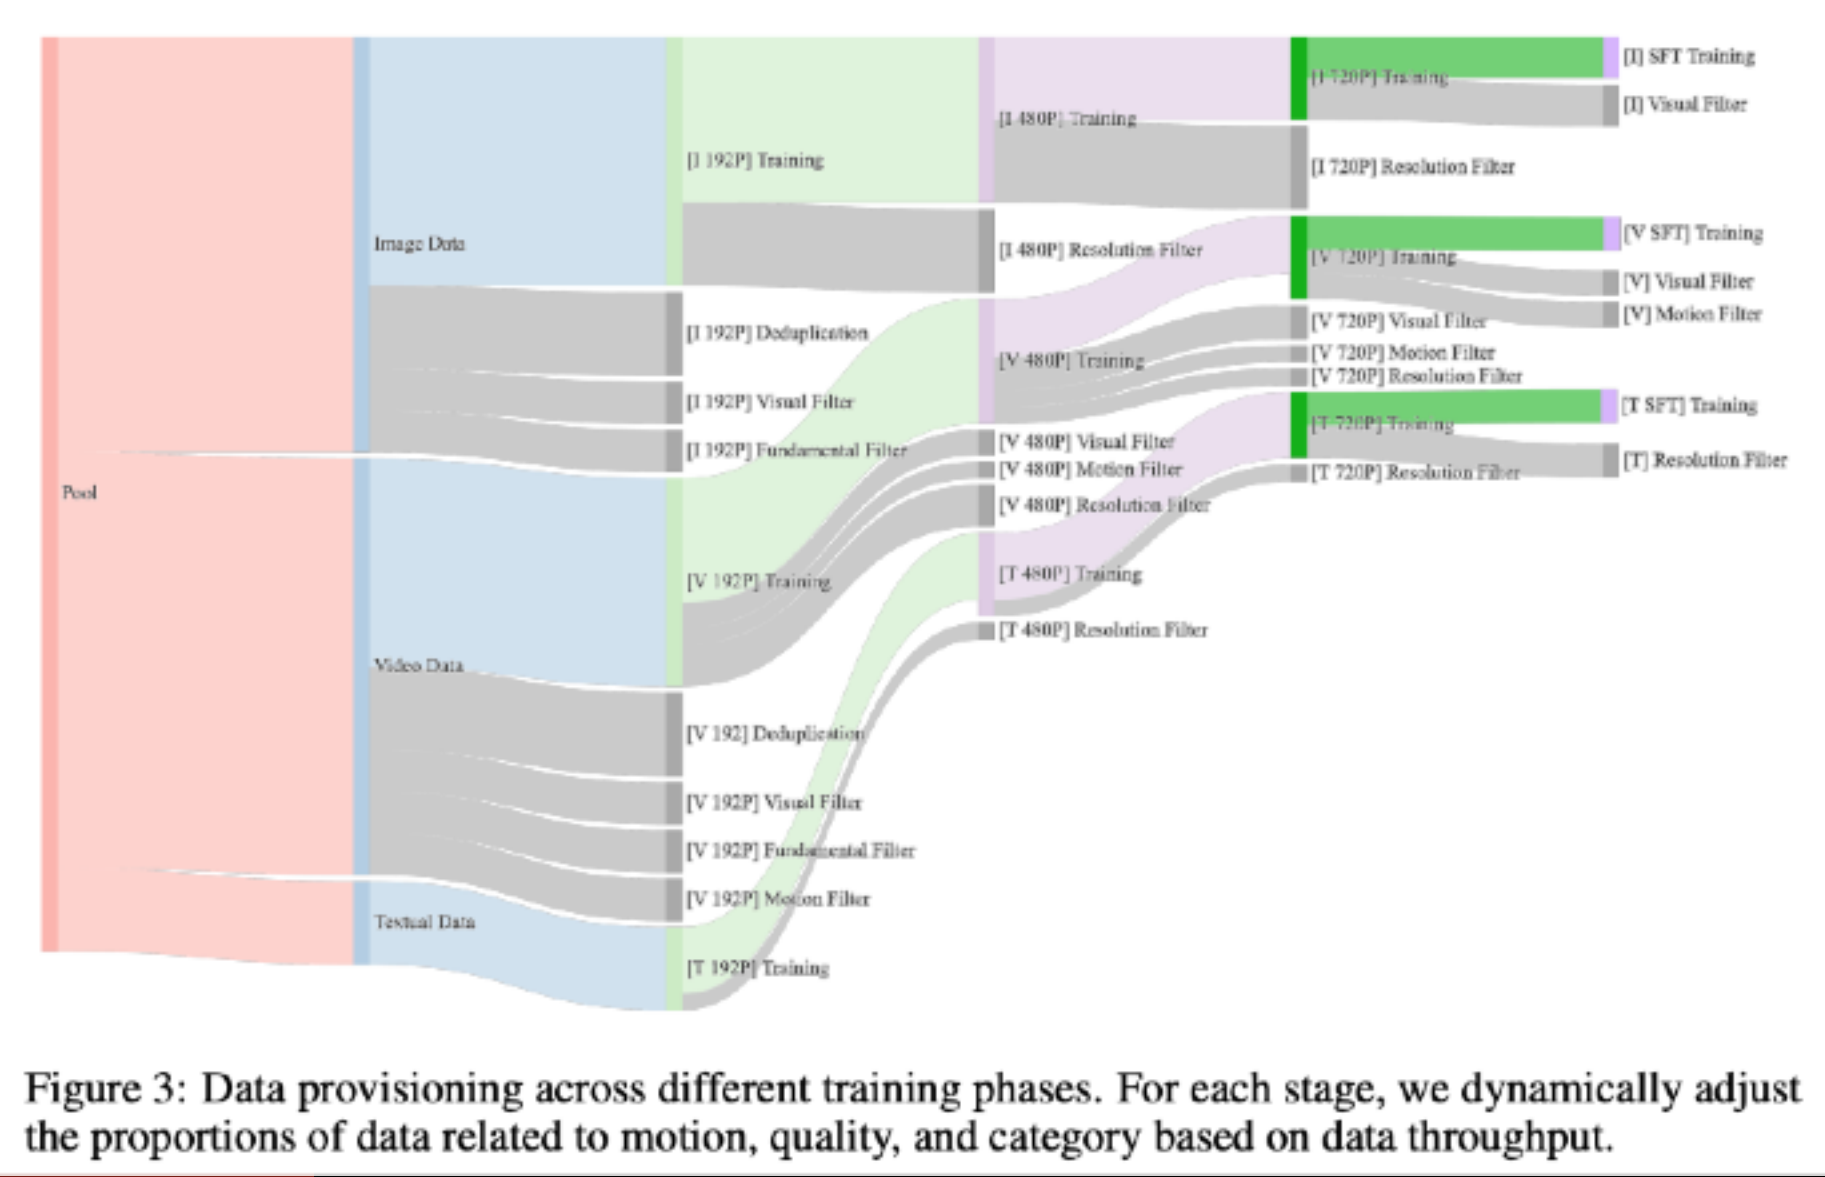 Pool
Image Data
Video Data
Textual Data
[I 192P] Training
[I 192P] Deduplication
[I 192P] Visual Filter
[I 192P] Fundamental Filter
[V 192P] Training
[V 192] Deduplication
[V 192P] Visual Filter
[V 192P] Fundamental Filter
[V 192P] Motion Filter
[T 192P] Training
[I 480P] Training
[I 480P] Resolution Filter
[V 480P] Training
[V 480P] Visual Filter
[V 480P] Motion Filter
[V 480P] Resolution Filter
[T 480P] Training
[T 480P] Resolution Filter
[I 720P] Training
[I 720P] Resolution Filter
[V 720P] Training
[V 720P] Visual Filter
[V 720P] Motion Filter
[V 720P] Resolution Filter
[T 720P] Training
[T 720P] Resolution Filter
[I] SFT Training
[I] Visual Filter
[V SFT] Training
[V] Visual Filter
[V] Motion Filter
[T SFT] Training
[T] Resolution Filter
Figure 3: Data provisioning across different training phases. For each stage, we dynamically adjust
the proportions of data related to motion, quality, and category based on data throughput.